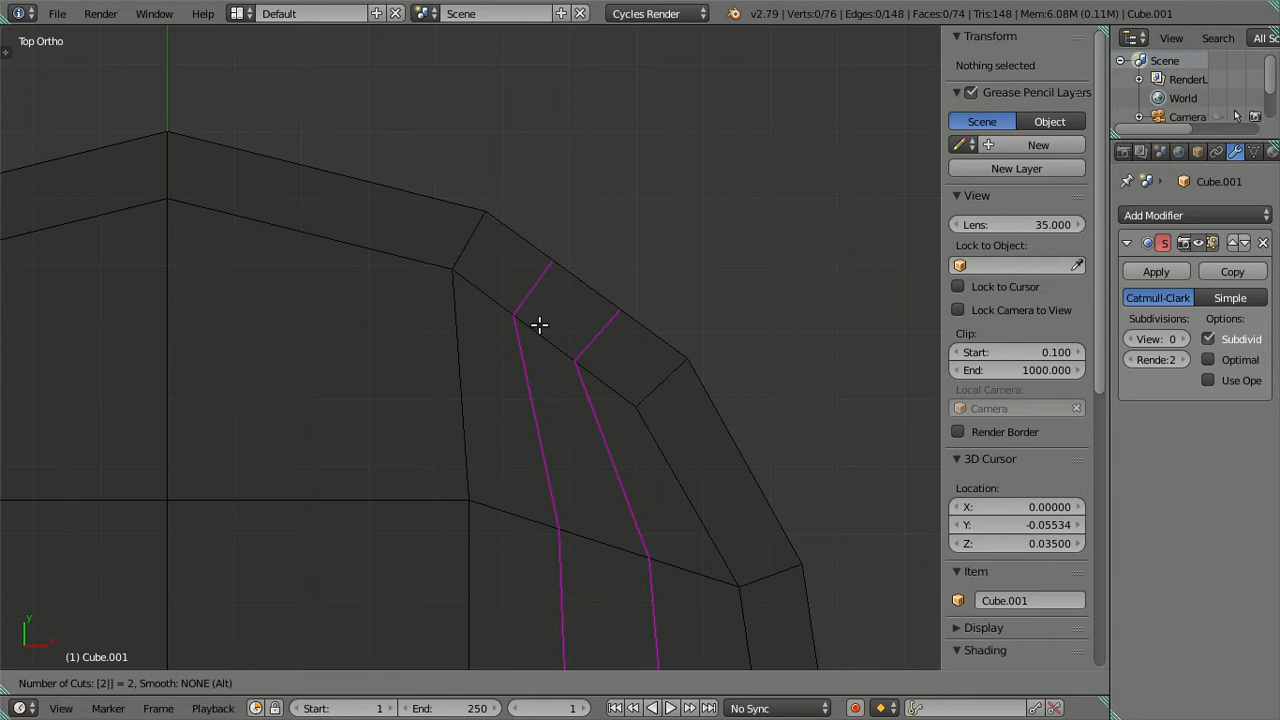 File Render Window Help Default Scene Cycles Render v2.79 | Verts:0/76 | Edges:0/148 | Faces:0/74 | Tris:148 | Mem:6.08M (0.11M) | Cube.001
Top Ortho
Transform
Nothing selected
Grease Pencil Layers
Scene Object
New
New Layer
View
Lens: 35.000
Lock to Object:
Lock to Cursor
Lock Camera to View
Clip:
Start: 0.100
End: 1000.000
Local Camera:
Camera
Render Border
3D Cursor
Location:
X: 0.00000
Y: -0.05534
Z: 0.03500
Item
Cube.001
Display
Shading
View Search All Sc
Scene
RenderL
World
Camera
Cube.001
Add Modifier
S
Apply Copy
Catmull-Clark Simple
Subdivisions: Options:
View: 0 Subdivid
Rende: 2 Optimal
Use Ope
y
x
(1) Cube.001
Number of Cuts: [2|] = 2, Smooth: NONE (Alt)
View Marker Frame Playback Start: 1 End: 250 1 No Sync